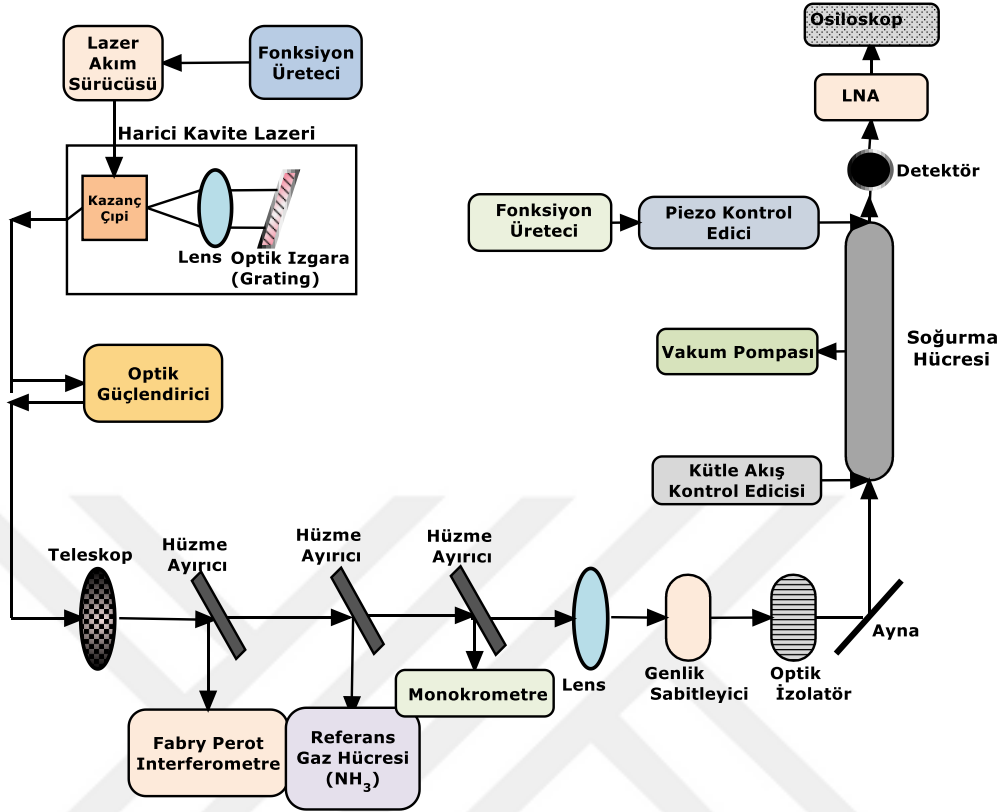 Osiloskop
Lazer
Akım
Sürücüsü
Fonksiyon
Üreteci
LNA
Harici Kavite Lazeri
Detektör
Kazanç
Çıpi
Lens
Optik Izgara
(Grating)
Fonksiyon
Üreteci
Piezo Kontrol
Edici
Vakum Pompası
Soğurma
Hücresi
Optik
Güçlendirici
Kütle Akış
Kontrol Edicisi
Teleskop
Hüzme
Ayırıcı
Hüzme
Ayırıcı
Hüzme
Ayırıcı
Lens
Genlik
Sabitleyici
Optik
İzolatör
Ayna
Monokrometre
Fabry Perot
Interferometre
Referans
Gaz Hücresi
(NH3)